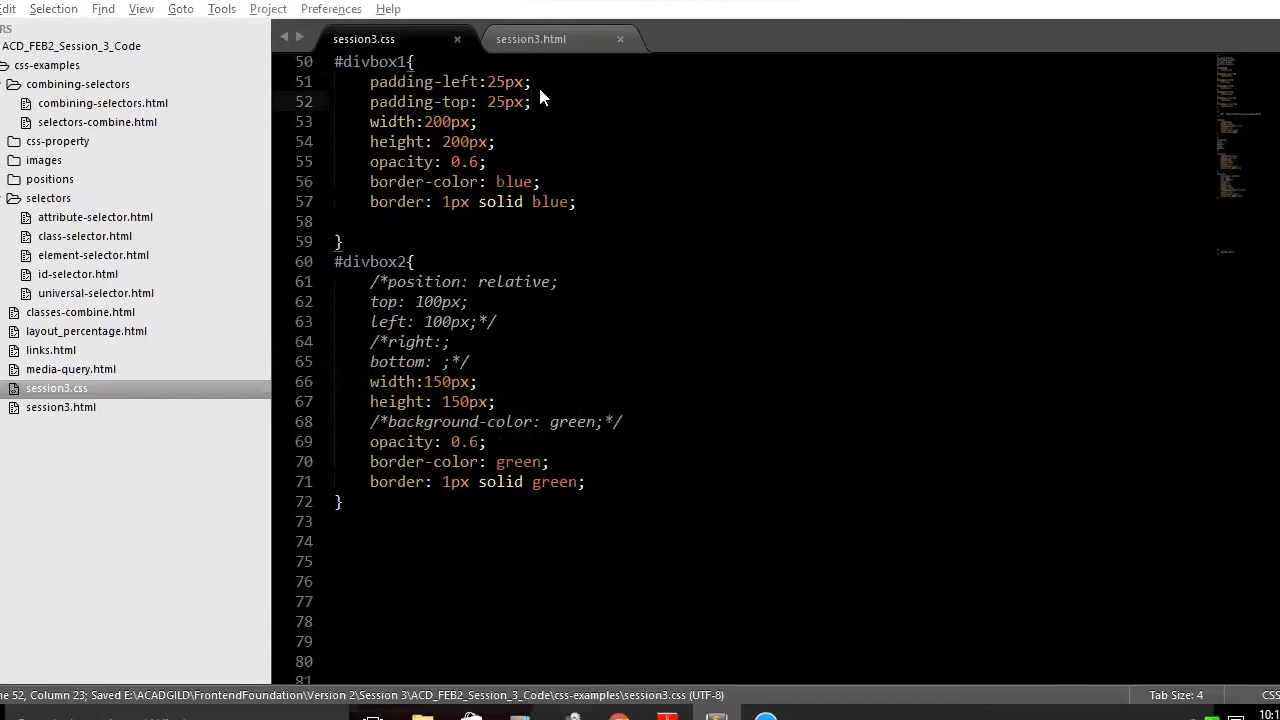 Edit Selection Find View Goto Tools Project Preferences Help
RS
ACD_FEB2_Session_3_Code
css-examples
combining-selectors
combining-selectors.html
selectors-combine.html
css-property
images
positions
selectors
attribute-selector.html
class-selector.html
element-selector.html
id-selector.html
universal-selector.html
classes-combine.html
layout_percentage.html
links.html
media-query.html
session3.css
session3.html
session3.css × session3.html ×
50 #divbox1{
51 padding-left:25px;
52 padding-top: 25px;
53 width:200px;
54 height: 200px;
55 opacity: 0.6;
56 border-color: blue;
57 border: 1px solid blue;
58
59 }
60 #divbox2{
61 /*position: relative;
62 top: 100px;
63 left: 100px;*/
64 /*right:;
65 bottom: ;*/
66 width:150px;
67 height: 150px;
68 /*background-color: green;*/
69 opacity: 0.6;
70 border-color: green;
71 border: 1px solid green;
72 }
73
74
75
76
77
78
79
80
81
ne 52, Column 23; Saved E:\ACADGILD\FrontendFoundation\Version 2\Session 3\ACD_FEB2_Session_3_Code\css-examples\session3.css (UTF-8) Tab Size: 4 CSS
10:1